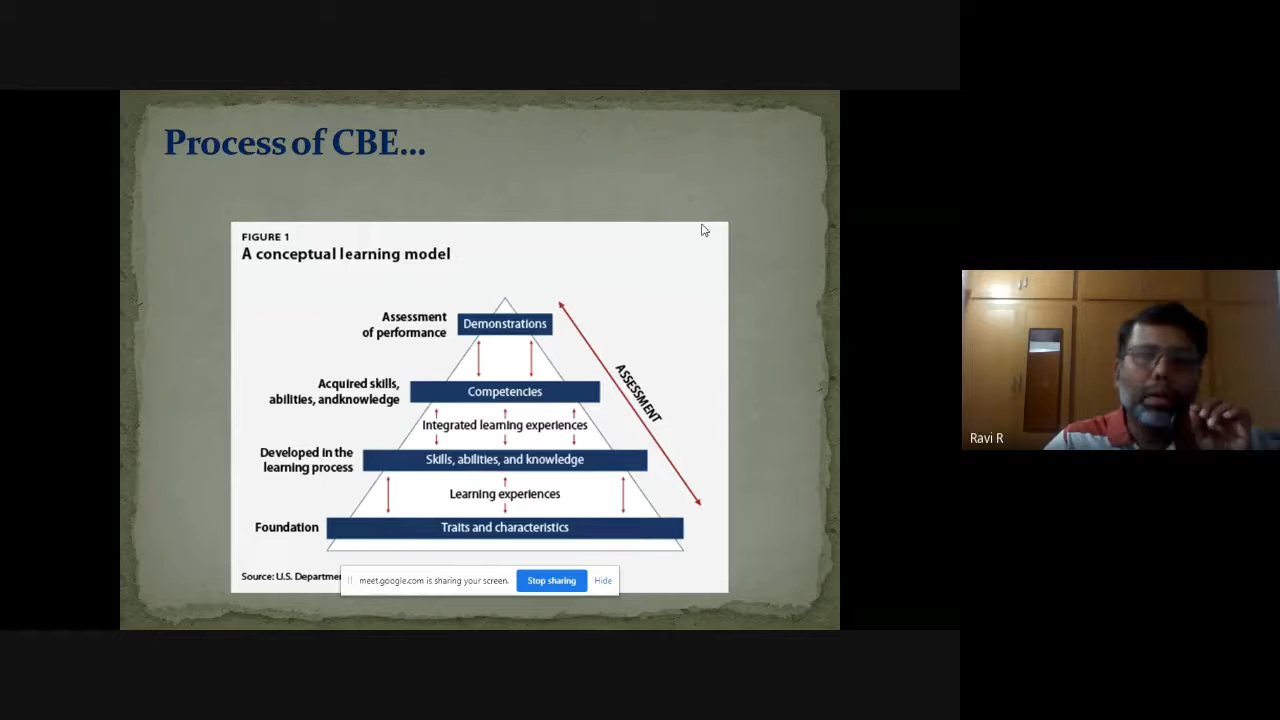 Process of CBE...
FIGURE 1
A conceptual learning model
Assessment
of performance
Demonstrations
Acquired skills,
abilities, andknowledge
Competencies
Integrated learning experiences
Developed in the
learning process
Skills, abilities, and knowledge
Learning experiences
Foundation
Traits and characteristics
ASSESSMENT
Source: U.S.
meet.google.com is sharing your screen.
Stop sharing
Hide
Ravi R